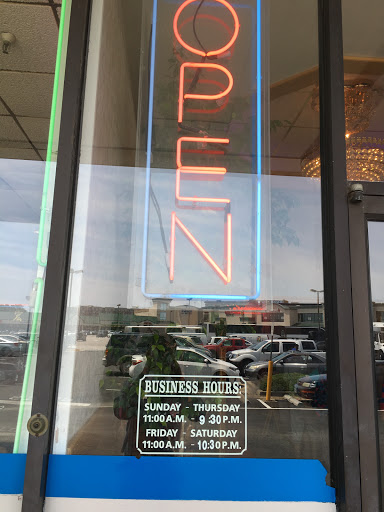 OPEN
BUSINESS HOURS
SUNDAY - THURSDAY
11:00 A.M. - 9:30 P.M.
FRIDAY - SATURDAY
11:00 A.M. - 10:30 P.M.